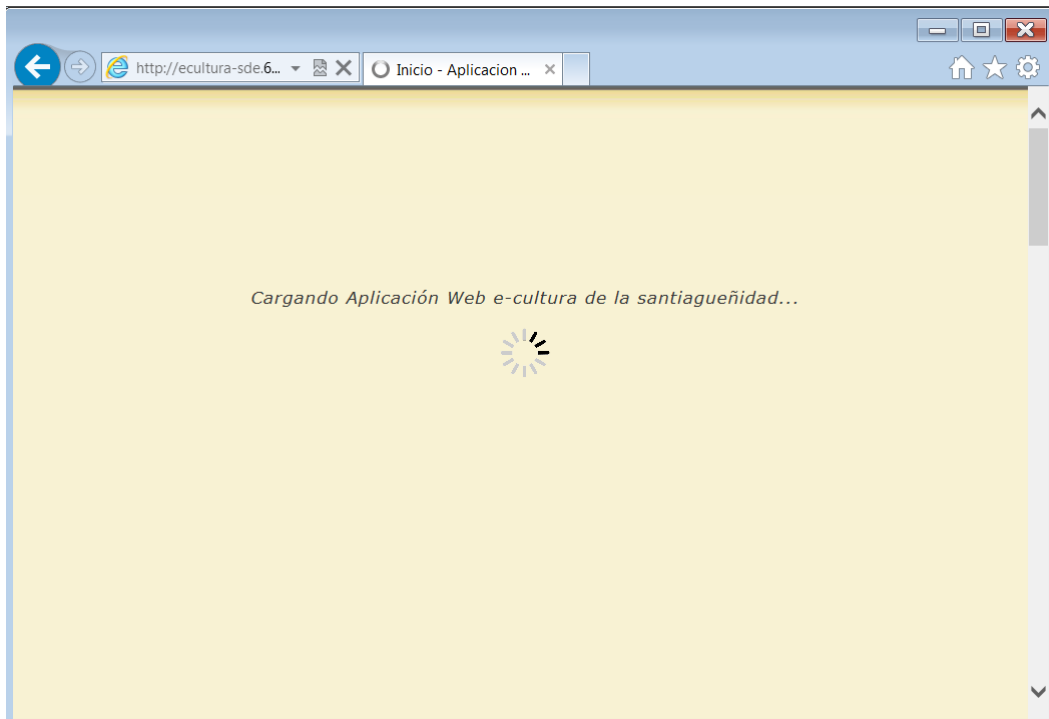 http://ecultura-sde.6...
Inicio - Aplicacion ...
Cargando Aplicación Web e-cultura de la santiagueñidad...